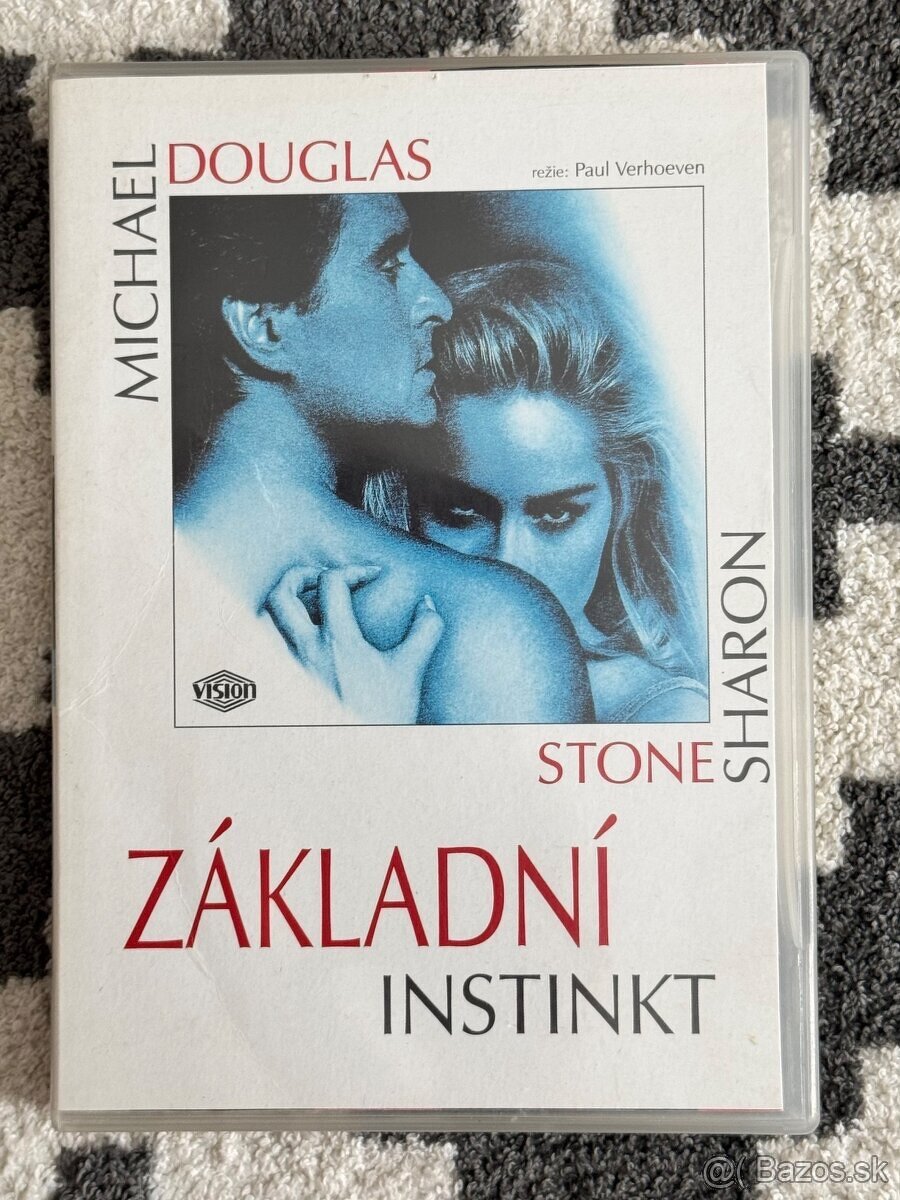 MICHAEL
DOUGLAS
režie: Paul Verhoeven
VISION
STONE
SHARON
ZÁKLADNÍ
INSTINKT
@( Bazos.sk